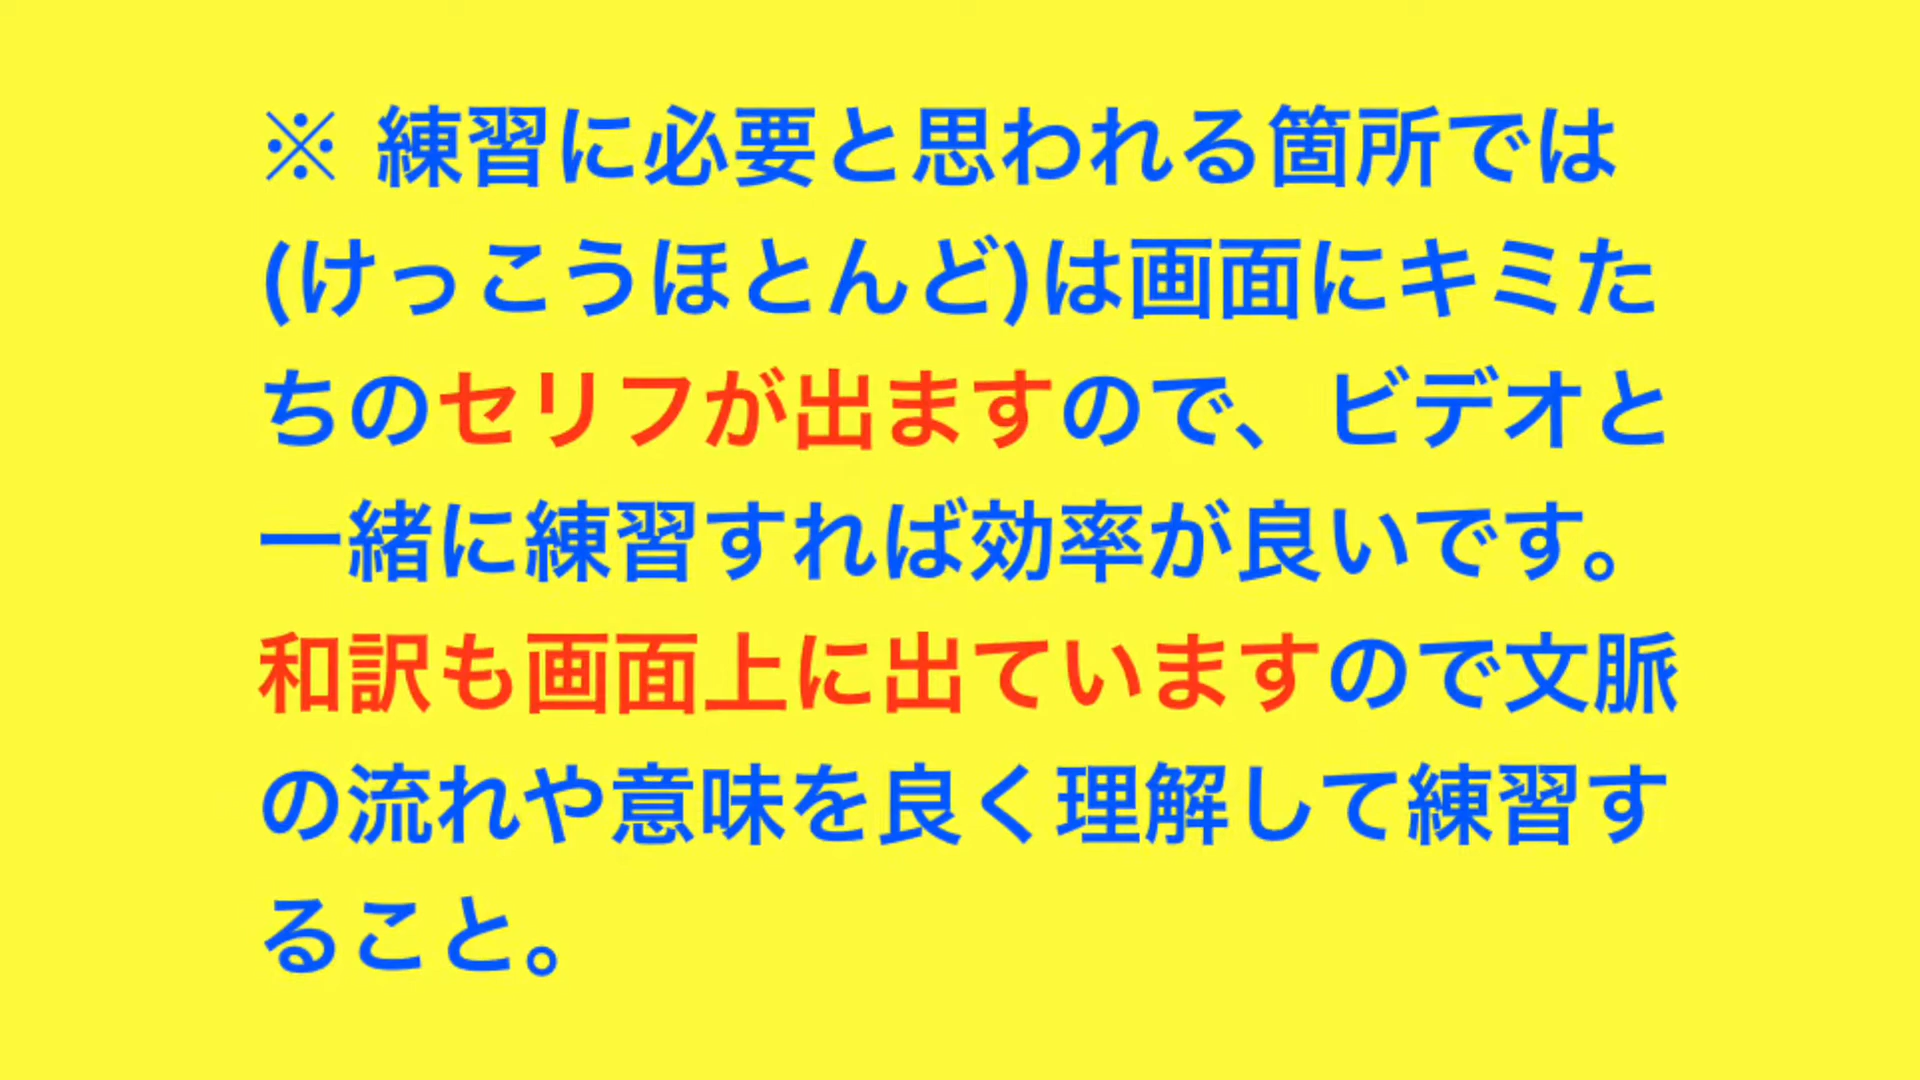 ※ 練習に必要と思われる箇所では
(けっこうほとんど)は画面にキミた
ちのセリフが出ますので、ビデオと
一緒に練習すれば効率が良いです。
和訳も画面上に出ていますので文脈
の流れや意味を良く理解して練習す
ること。